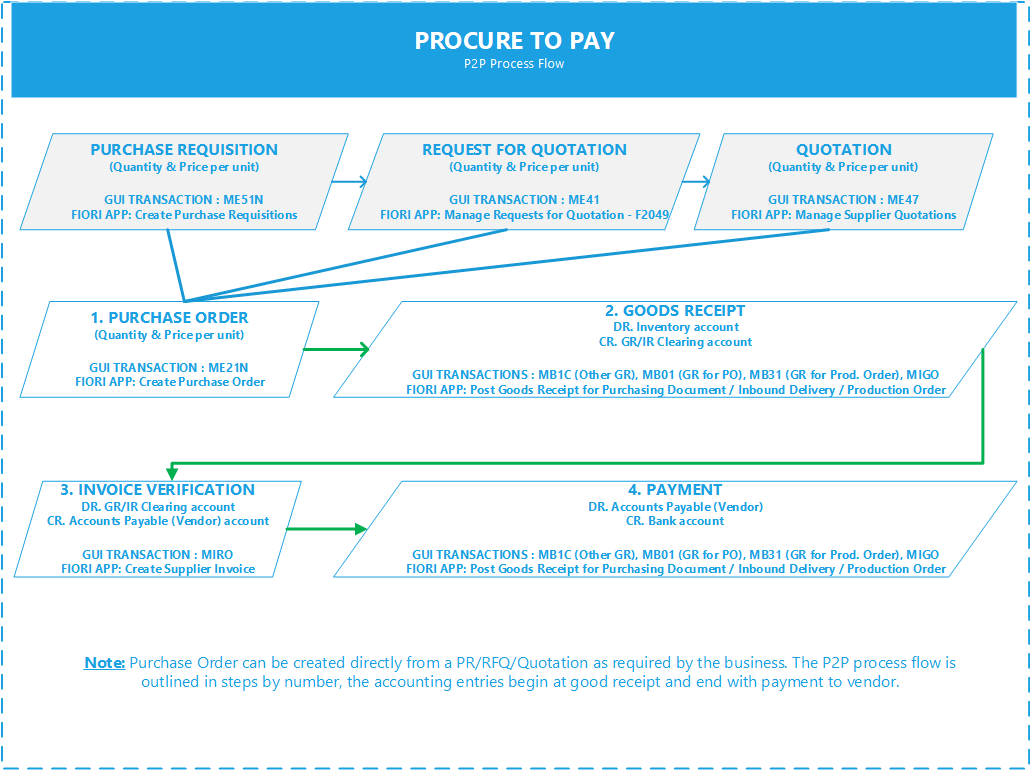 PROCURE TO PAY
P2P Process Flow
PURCHASE REQUISITION
(Quantity & Price per unit)
GUI TRANSACTION : ME51N
FIORI APP: Create Purchase Requisitions
REQUEST FOR QUOTATION
(Quantity & Price per unit)
GUI TRANSACTION : ME41
FIORI APP: Manage Requests for Quotation - F2049
QUOTATION
(Quantity & Price per unit)
GUI TRANSACTION : ME47
FIORI APP: Manage Supplier Quotations
1. PURCHASE ORDER
(Quantity & Price per unit)
GUI TRANSACTION : ME21N
FIORI APP: Create Purchase Order
2. GOODS RECEIPT
DR. Inventory account
CR. GR/IR Clearing account
GUI TRANSACTIONS : MB1C (Other GR), MB01 (GR for PO), MB31 (GR for Prod. Order), MIGO
FIORI APP: Post Goods Receipt for Purchasing Document / Inbound Delivery / Production Order
3. INVOICE VERIFICATION
DR. GR/IR Clearing account
CR. Accounts Payable (Vendor) account
GUI TRANSACTION : MIRO
FIORI APP: Create Supplier Invoice
4. PAYMENT
DR. Accounts Payable (Vendor)
CR. Bank account
GUI TRANSACTIONS : MB1C (Other GR), MB01 (GR for PO), MB31 (GR for Prod. Order), MIGO
FIORI APP: Post Goods Receipt for Purchasing Document / Inbound Delivery / Production Order
Note: Purchase Order can be created directly from a PR/RFQ/Quotation as required by the business. The P2P process flow is
outlined in steps by number, the accounting entries begin at good receipt and end with payment to vendor.